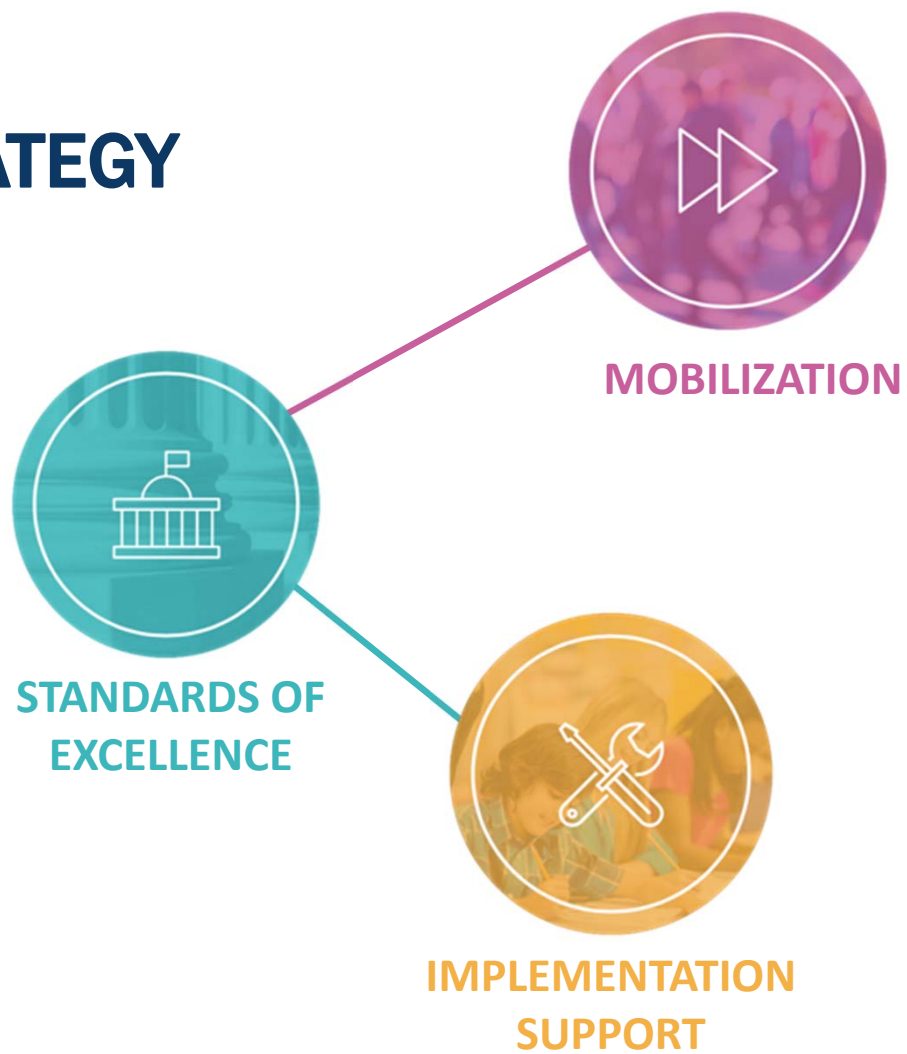 ATEGY
MOBILIZATION
STANDARDS OF
EXCELLENCE
IMPLEMENTATION
SUPPORT